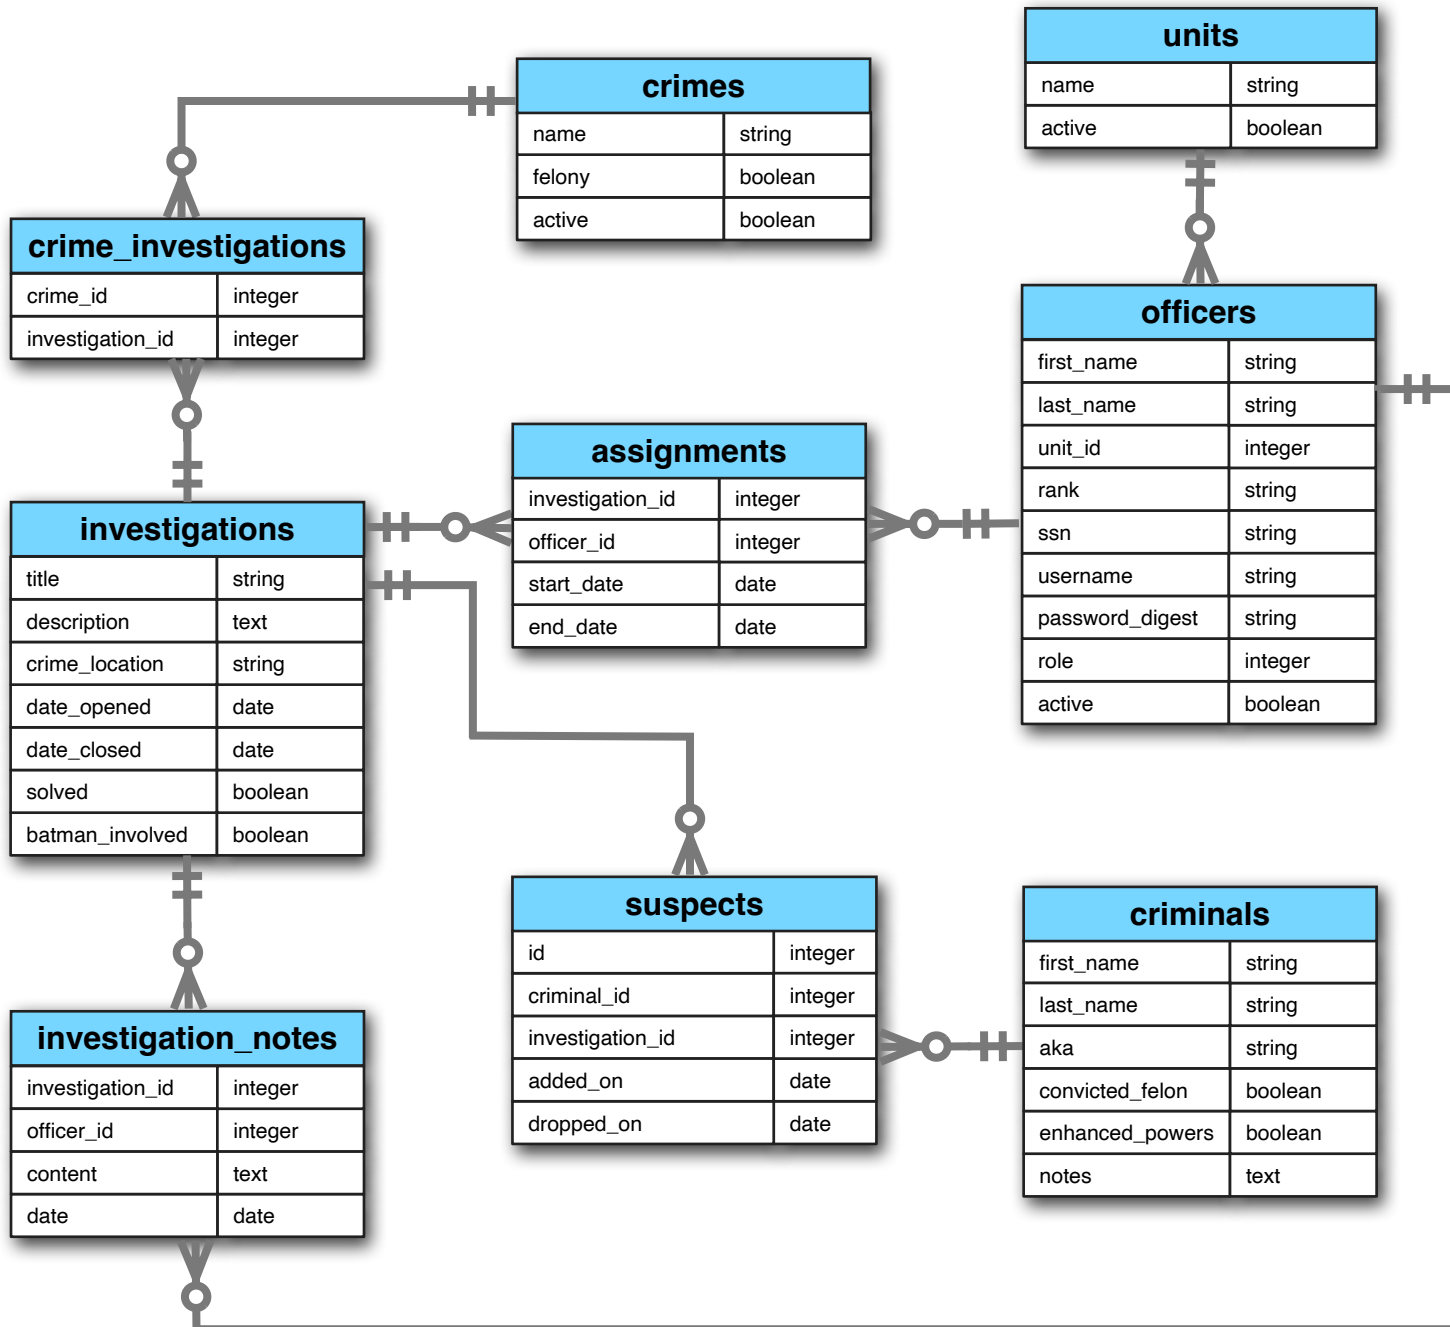 units
name string
active boolean
crimes
name string
felony boolean
active boolean
crime_investigations
crime_id integer
investigation_id integer
officers
first_name string
last_name string
unit_id integer
rank string
ssn string
username string
password_digest string
role integer
active boolean
assignments
investigation_id integer
officer_id integer
start_date date
end_date date
investigations
title string
description text
crime_location string
date_opened date
date_closed date
solved boolean
batman_involved boolean
suspects
id integer
criminal_id integer
investigation_id integer
added_on date
dropped_on date
criminals
first_name string
last_name string
aka string
convicted_felon boolean
enhanced_powers boolean
notes text
investigation_notes
investigation_id integer
officer_id integer
content text
date date